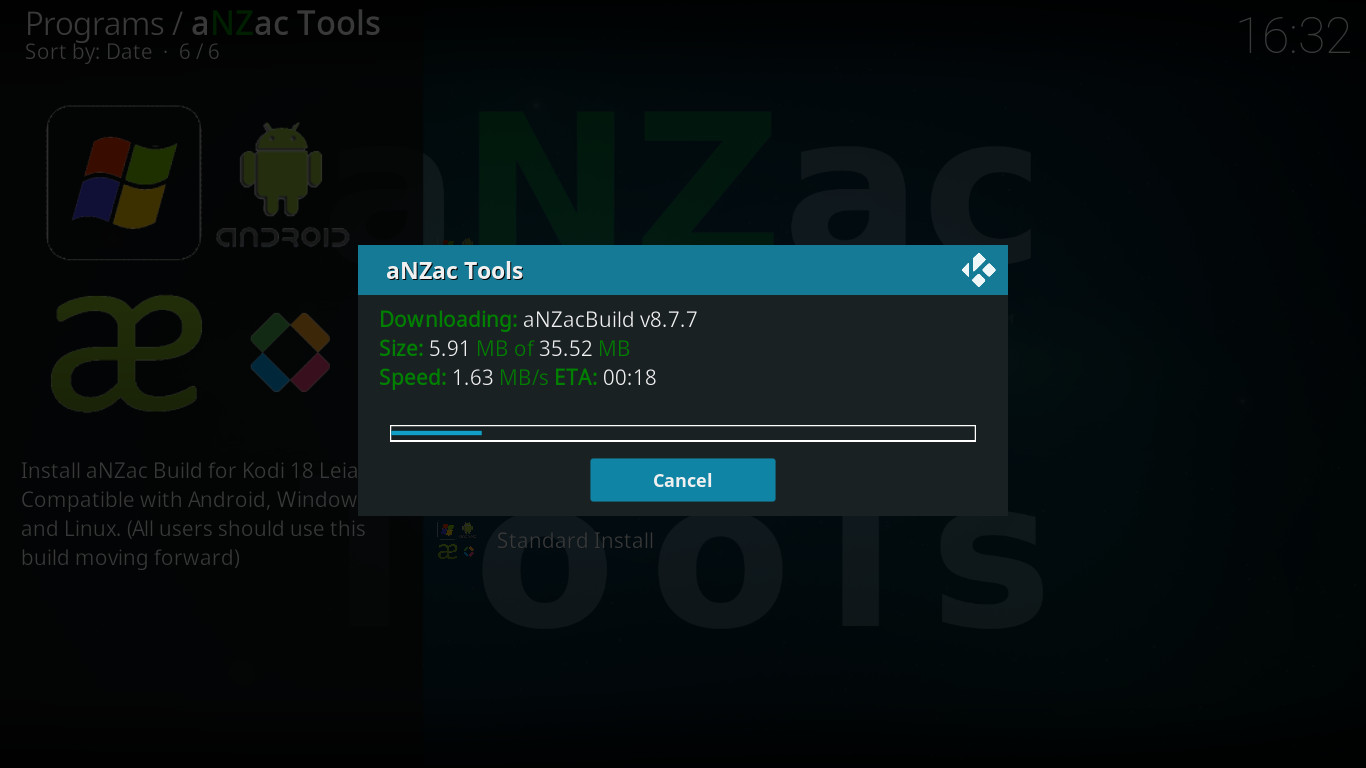 Programs / aNZac Tools
Sort by: Date · 6 / 6
16:32
aNZac
ANDROID
æ
aNZac Tools
Downloading: aNZacBuild v8.7.7
Size: 5.91 MB of 35.52 MB
Speed: 1.63 MB/s ETA: 00:18
Cancel
Install aNZac Build for Kodi 18 Leia
Compatible with Android, Window
and Linux. (All users should use this
build moving forward)
Standard Install
Tools